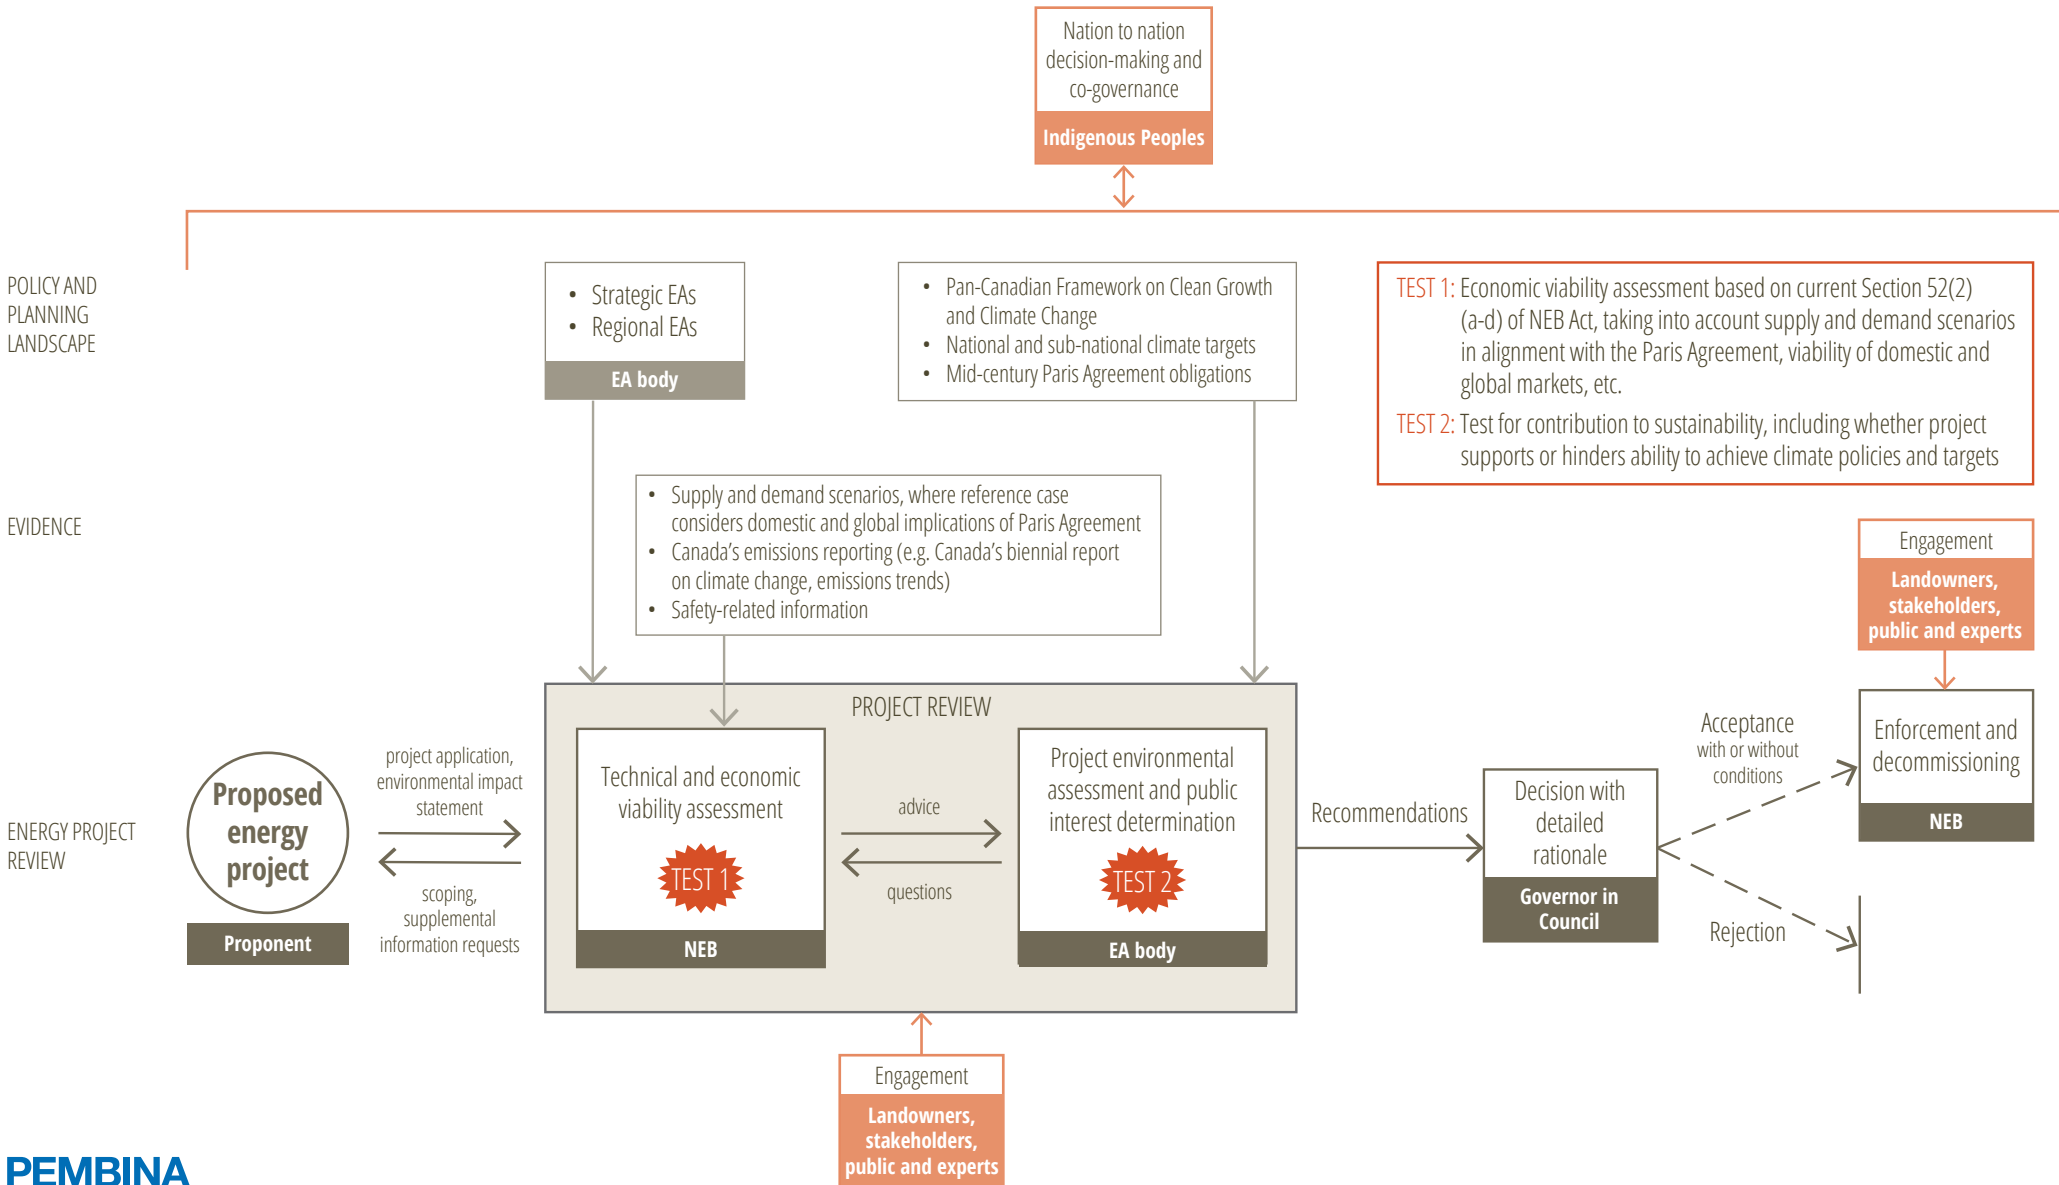 Nation to nation
decision-making and
co-governance
Indigenous Peoples
POLICY AND
PLANNING
LANDSCAPE
• Strategic EAs
• Regional EAs
EA body
• Pan-Canadian Framework on Clean Growth
and Climate Change
• National and sub-national climate targets
• Mid-century Paris Agreement obligations
TEST 1: Economic viability assessment based on current Section 52(2)
(a-d) of NEB Act, taking into account supply and demand scenarios
in alignment with the Paris Agreement, viability of domestic and
global markets, etc.
TEST 2: Test for contribution to sustainability, including whether project
supports or hinders ability to achieve climate policies and targets
EVIDENCE
• Supply and demand scenarios, where reference case
considers domestic and global implications of Paris Agreement
• Canada’s emissions reporting (e.g. Canada’s biennial report
on climate change, emissions trends)
• Safety-related information
Engagement
Landowners,
stakeholders,
public and experts
ENERGY PROJECT
REVIEW
Proposed
energy
project
Proponent
project application,
environmental impact
statement
scoping,
supplemental
information requests
PROJECT REVIEW
Technical and economic
viability assessment
TEST 1
NEB
advice
questions
Project environmental
assessment and public
interest determination
TEST 2
EA body
Recommendations
Decision with
detailed
rationale
Governor in
Council
Acceptance
with or without
conditions
Rejection
Enforcement and
decommissioning
NEB
Engagement
Landowners,
stakeholders,
public and experts
PEMBINA